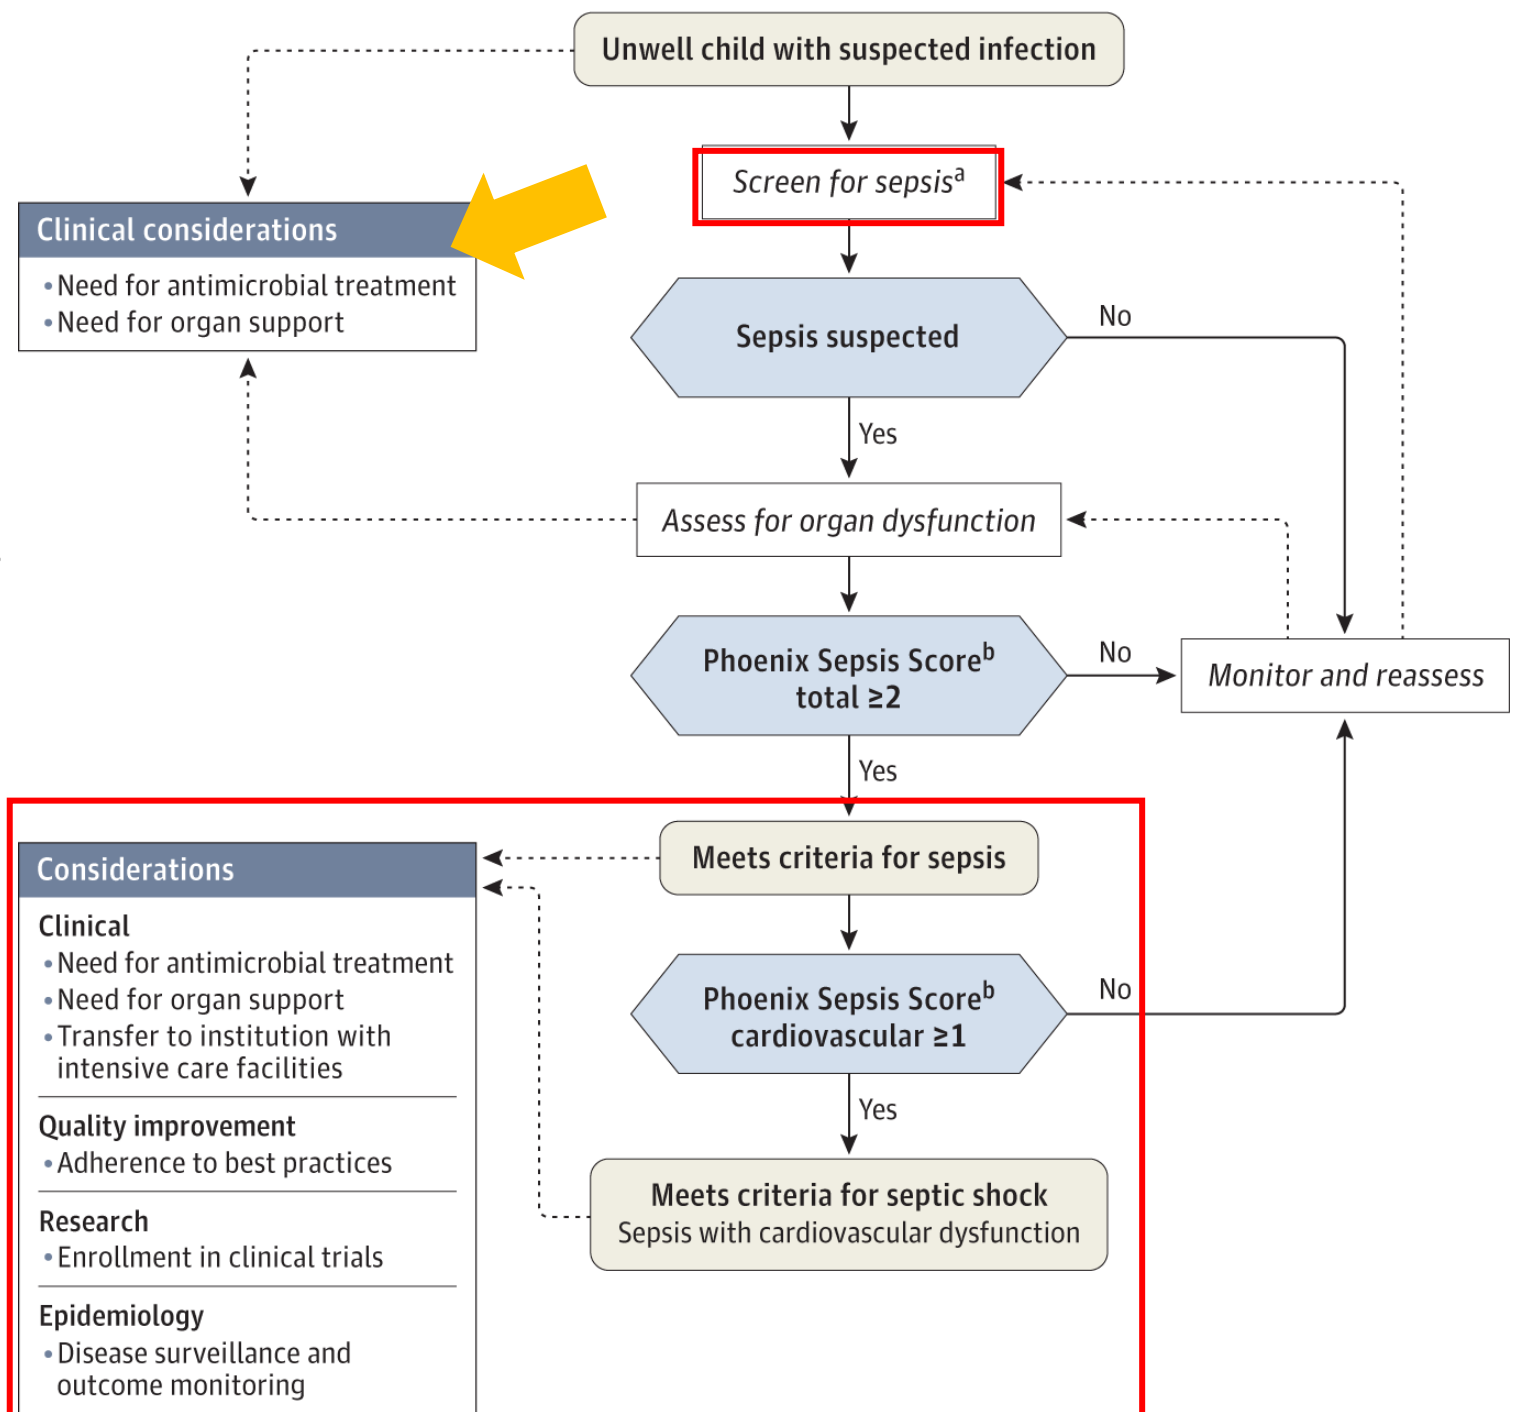 Unwell child with suspected infection
Screen for sepsisa
Clinical considerations
• Need for antimicrobial treatment
• Need for organ support
Sepsis suspected
No
Yes
Assess for organ dysfunction
Phoenix Sepsis Scoreb
total ≥2
No
Monitor and reassess
Yes
Meets criteria for sepsis
Considerations
Clinical
• Need for antimicrobial treatment
• Need for organ support
• Transfer to institution with
intensive care facilities
Quality improvement
• Adherence to best practices
Research
• Enrollment in clinical trials
Epidemiology
• Disease surveillance and
outcome monitoring
Phoenix Sepsis Scoreb
cardiovascular ≥1
No
Yes
Meets criteria for septic shock
Sepsis with cardiovascular dysfunction